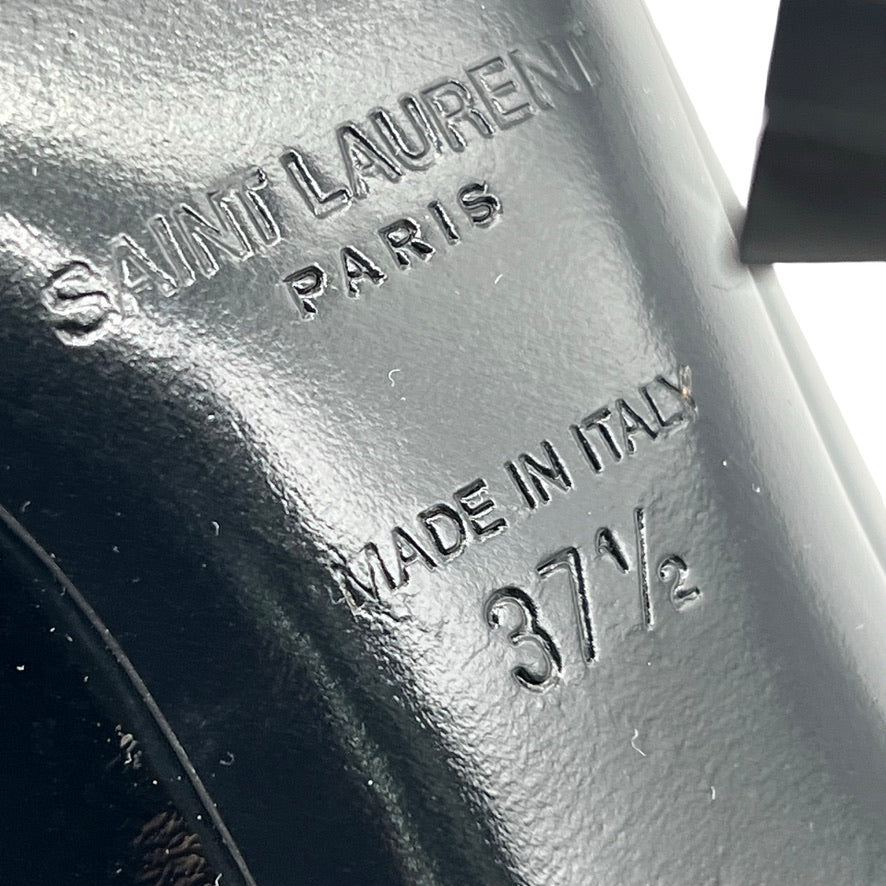 SAINT LAURENT
PARIS
MADE IN ITALY
37½